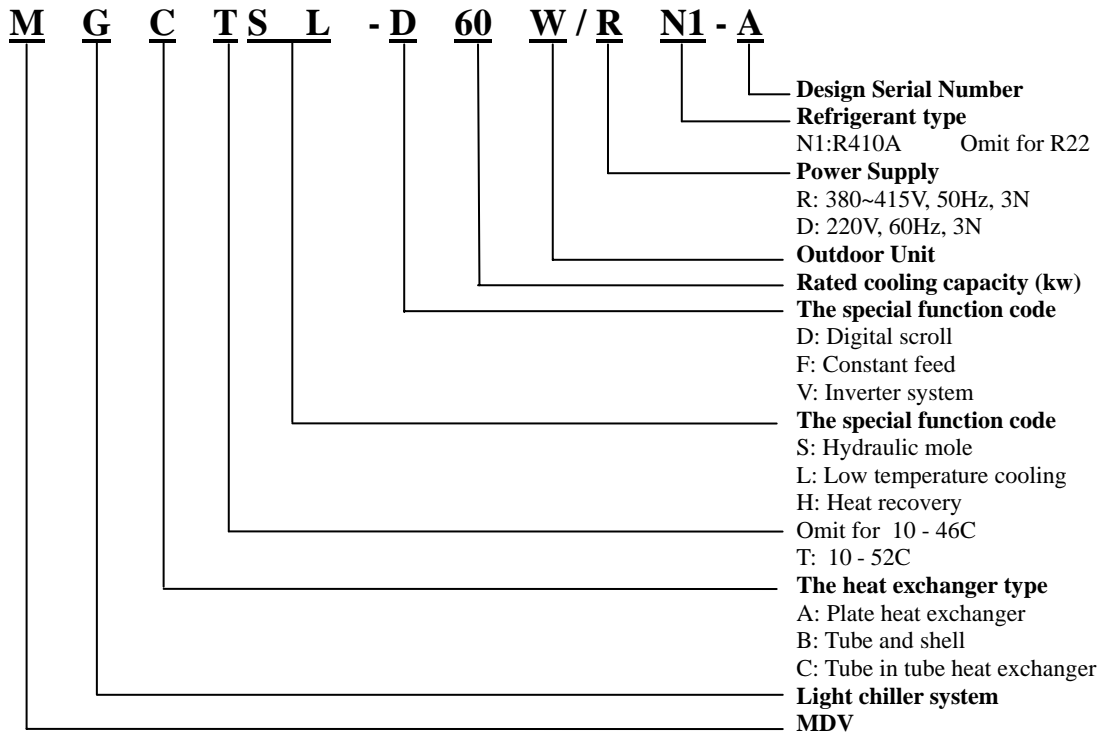 M G C T S L - D 60 W / R N1 - A
Design Serial Number
Refrigerant type
N1:R410A Omit for R22
Power Supply
R: 380~415V, 50Hz, 3N
D: 220V, 60Hz, 3N
Outdoor Unit
Rated cooling capacity (kw)
The special function code
D: Digital scroll
F: Constant feed
V: Inverter system
The special function code
S: Hydraulic mole
L: Low temperature cooling
H: Heat recovery
Omit for 10 - 46C
T: 10 - 52C
The heat exchanger type
A: Plate heat exchanger
B: Tube and shell
C: Tube in tube heat exchanger
Light chiller system
MDV